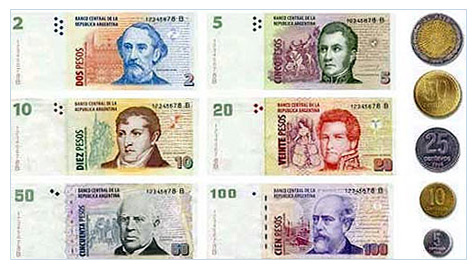 2
BANCO CENTRAL DE LA
REPUBLICA ARGENTINA
12345678 B
DOS PESOS
2
5
BANCO CENTRAL DE LA
REPUBLICA ARGENTINA
12345678 B
CINCO PESOS
5
10
BANCO CENTRAL DE LA
REPUBLICA ARGENTINA
12345678 B
DIEZ PESOS
10
20
BANCO CENTRAL DE LA
REPUBLICA ARGENTINA
12345678 B
VEINTE PESOS
20
50
BANCO CENTRAL DE LA
REPUBLICA ARGENTINA
12345678 B
CINCUENTA PESOS
50
100
BANCO CENTRAL DE LA
REPUBLICA ARGENTINA
12345678 B
CIEN PESOS
100
50
25
centavos
10
5